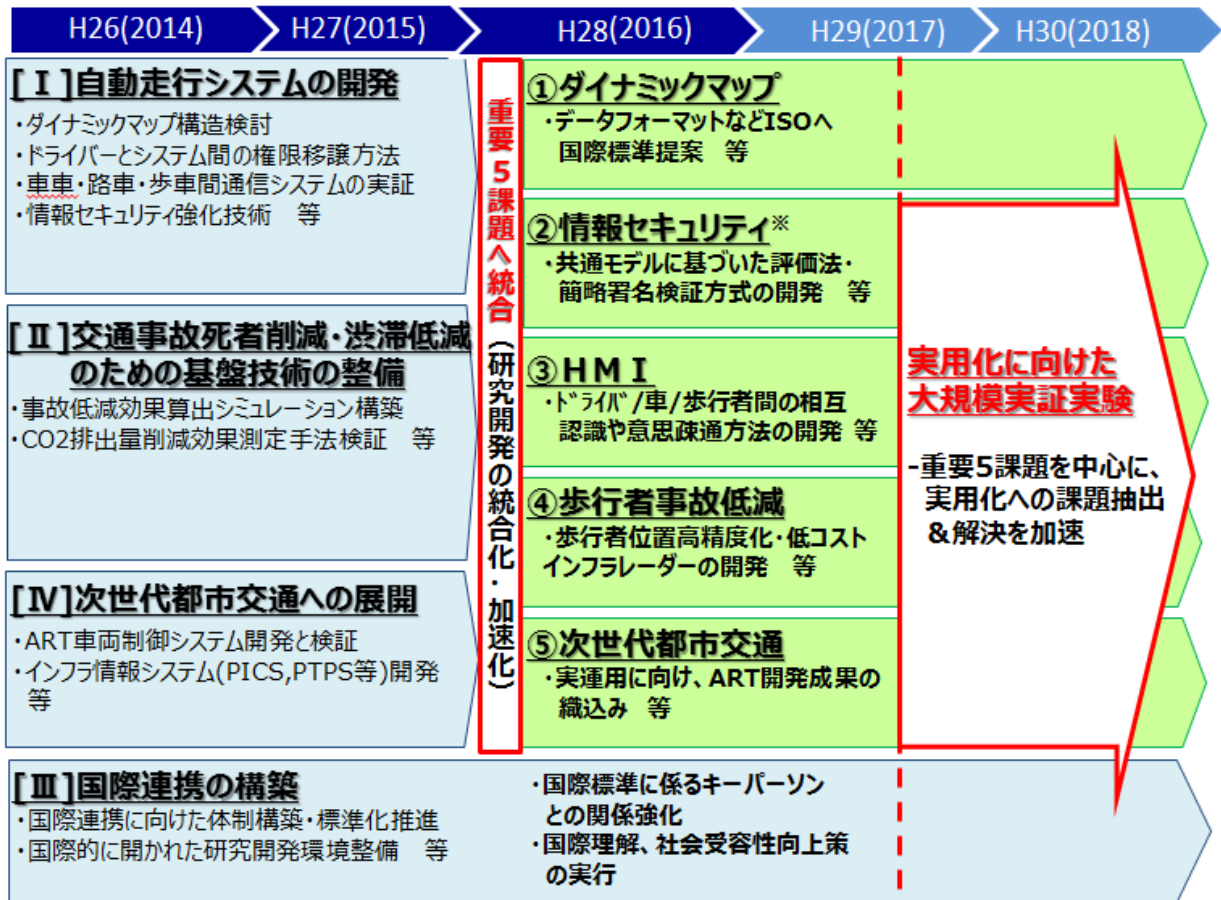 H26(2014)
H27(2015)
H28(2016)
H29(2017)
H30(2018)
[Ⅰ]自動走行システムの開発
・ダイナミックマップ構造検討
・ドライバーとシステム間の権限移譲方法
・車車・路車・歩車間通信システムの実証
・情報セキュリティ強化技術 等
[Ⅱ]交通事故死者削減・渋滞低減
のための基盤技術の整備
・事故低減効果算出シミュレーション構築
・CO2排出量削減効果測定手法検証 等
[Ⅳ]次世代都市交通への展開
・ART車両制御システム開発と検証
・インフラ情報システム(PICS,PTPS等)開発
等
重要5課題へ統合(研究開発の統合化・加速化)
①ダイナミックマップ
・データフォーマットなどISOへ
国際標準提案 等
②情報セキュリティ※
・共通モデルに基づいた評価法・
簡略署名検証方式の開発 等
③HMI
・ドライバ/車/歩行者間の相互
認識や意思疎通方法の開発 等
④歩行者事故低減
・歩行者位置高精度化・低コスト
インフラレーダーの開発 等
⑤次世代都市交通
・実運用に向け、ART開発成果の
織込み 等
実用化に向けた
大規模実証実験
-重要5課題を中心に、
実用化への課題抽出
&解決を加速
[Ⅲ]国際連携の構築
・国際連携に向けた体制構築・標準化推進
・国際的に開かれた研究開発環境整備 等
・国際標準に係るキーパーソン
との関係強化
・国際理解、社会受容性向上策
の実行